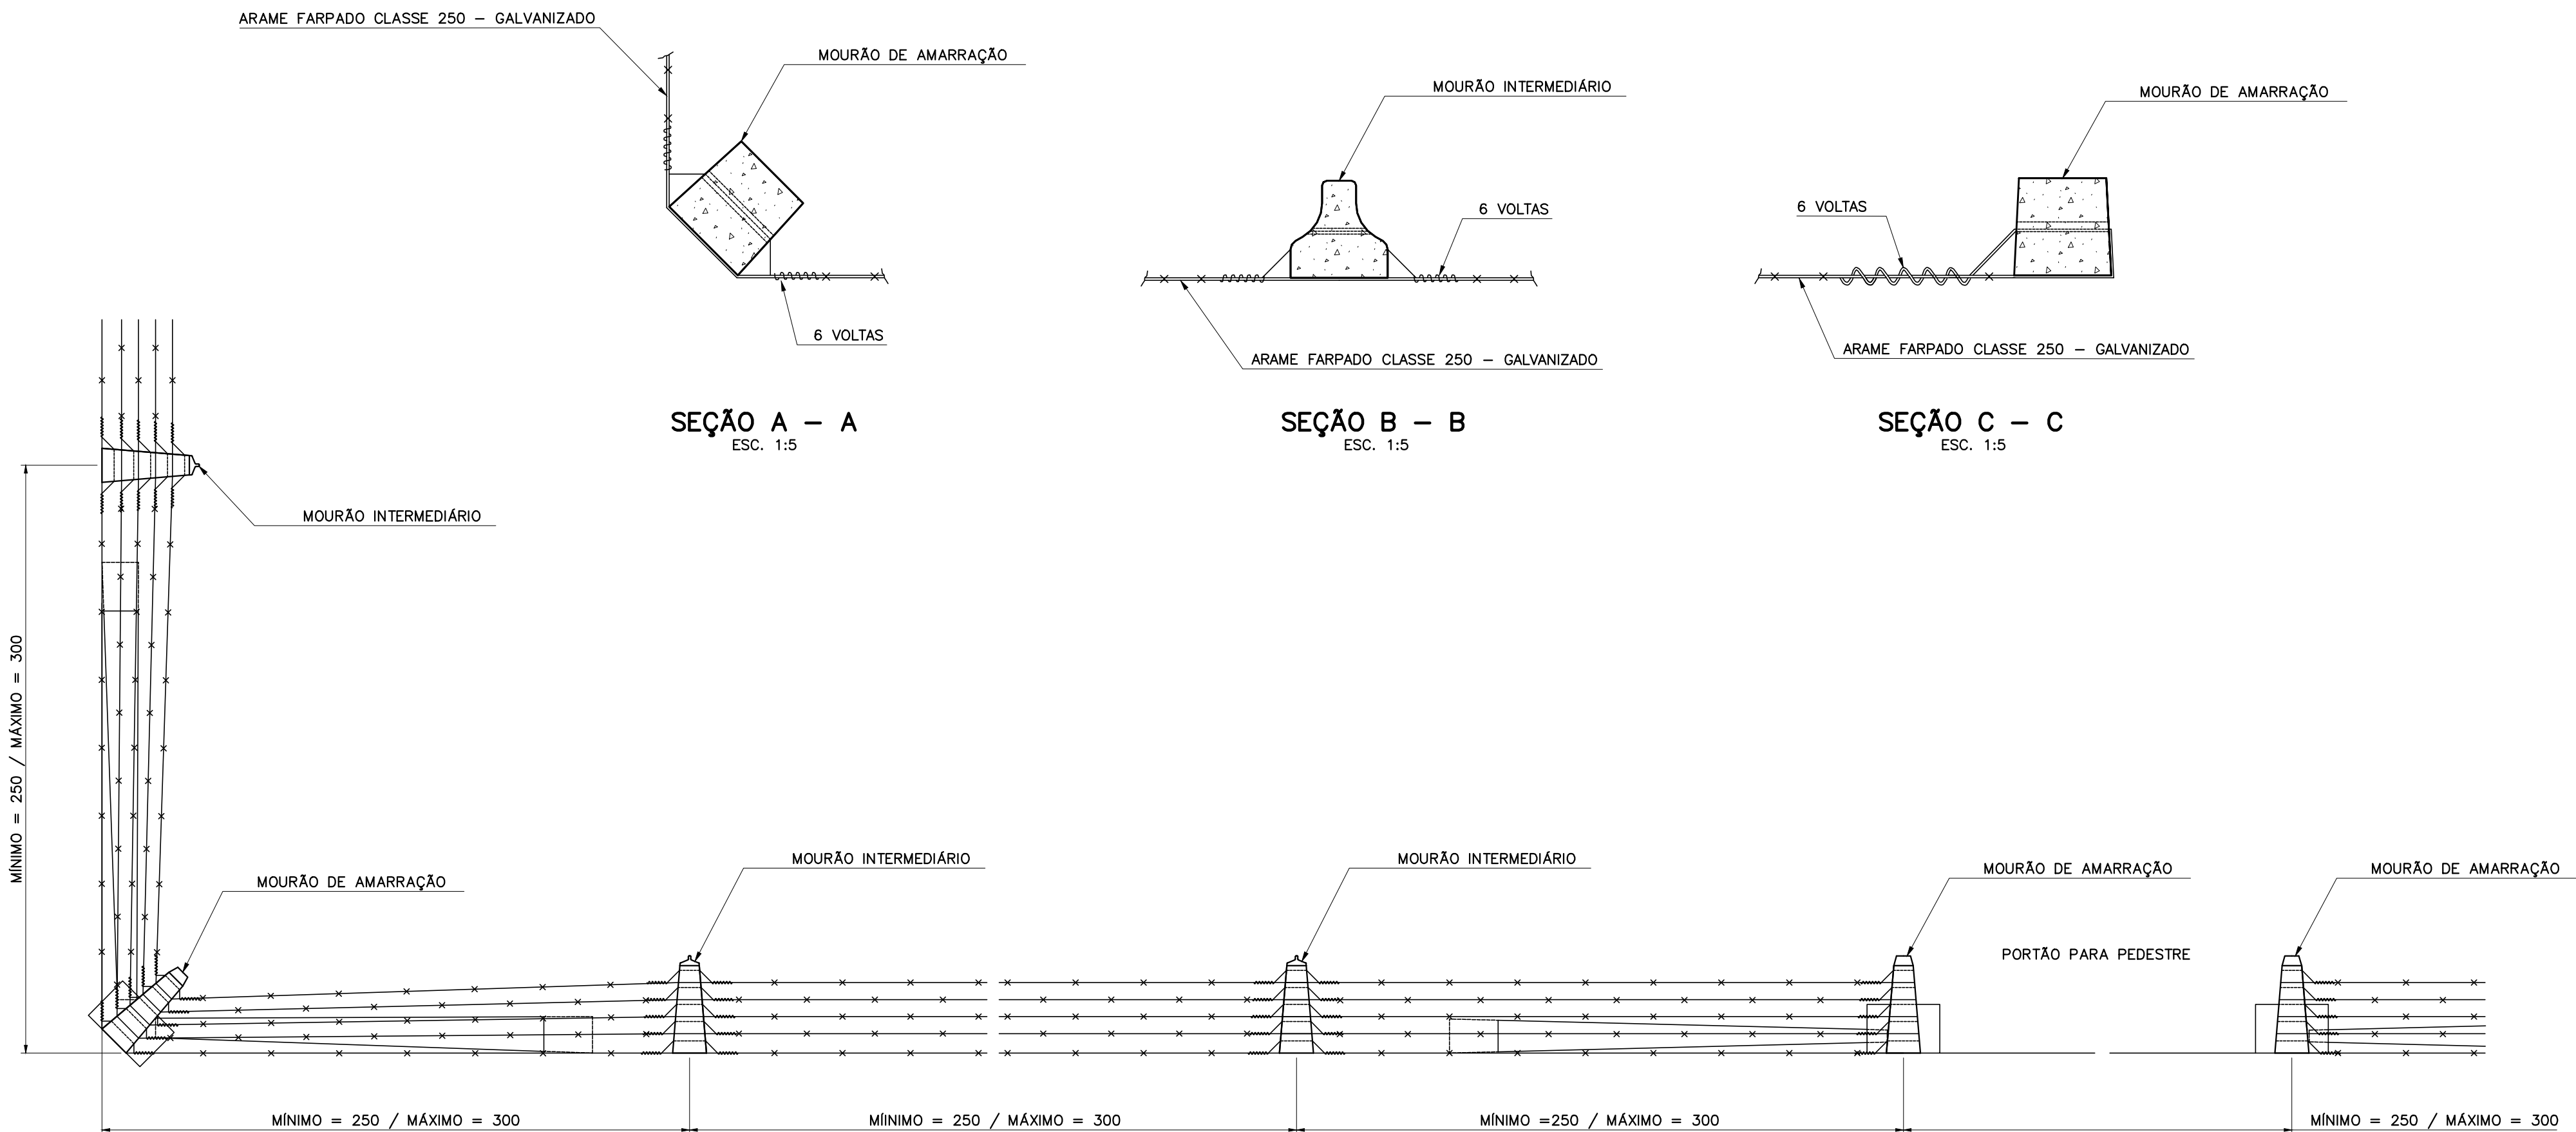 ARAME FARPADO CLASSE 250 – GALVANIZADO
MOURÃO DE AMARRAÇÃO
6 VOLTAS
SEÇÃO A – A
ESC. 1:5
MOURÃO INTERMEDIÁRIO
6 VOLTAS
ARAME FARPADO CLASSE 250 – GALVANIZADO
SEÇÃO B – B
ESC. 1:5
MOURÃO DE AMARRAÇÃO
6 VOLTAS
ARAME FARPADO CLASSE 250 – GALVANIZADO
SEÇÃO C – C
ESC. 1:5
MOURÃO INTERMEDIÁRIO
MÍNIMO = 250 / MÁXIMO = 300
MOURÃO DE AMARRAÇÃO
MOURÃO INTERMEDIÁRIO
MOURÃO INTERMEDIÁRIO
MOURÃO DE AMARRAÇÃO
MOURÃO DE AMARRAÇÃO
PORTÃO PARA PEDESTRE
MÍNIMO = 250 / MÁXIMO = 300
MÍINIMO = 250 / MÁXIMO = 300
MÍNIMO =250 / MÁXIMO = 300
MÍNIMO = 250 / MÁXIMO = 300